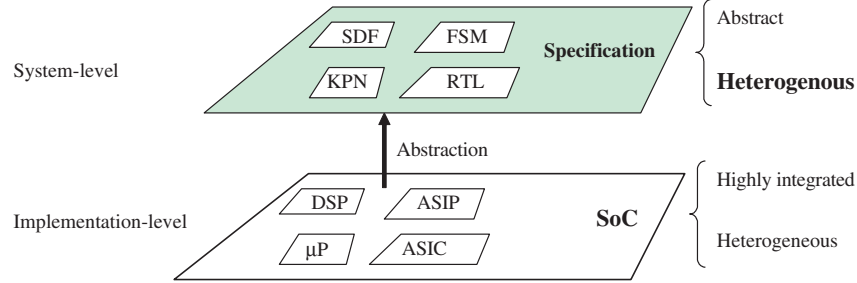 SDF FSM Abstract
System-level Specification
KPN RTL Heterogenous
Abstraction
DSP ASIP Highly integrated
Implementation-level SoC
μP ASIC Heterogeneous